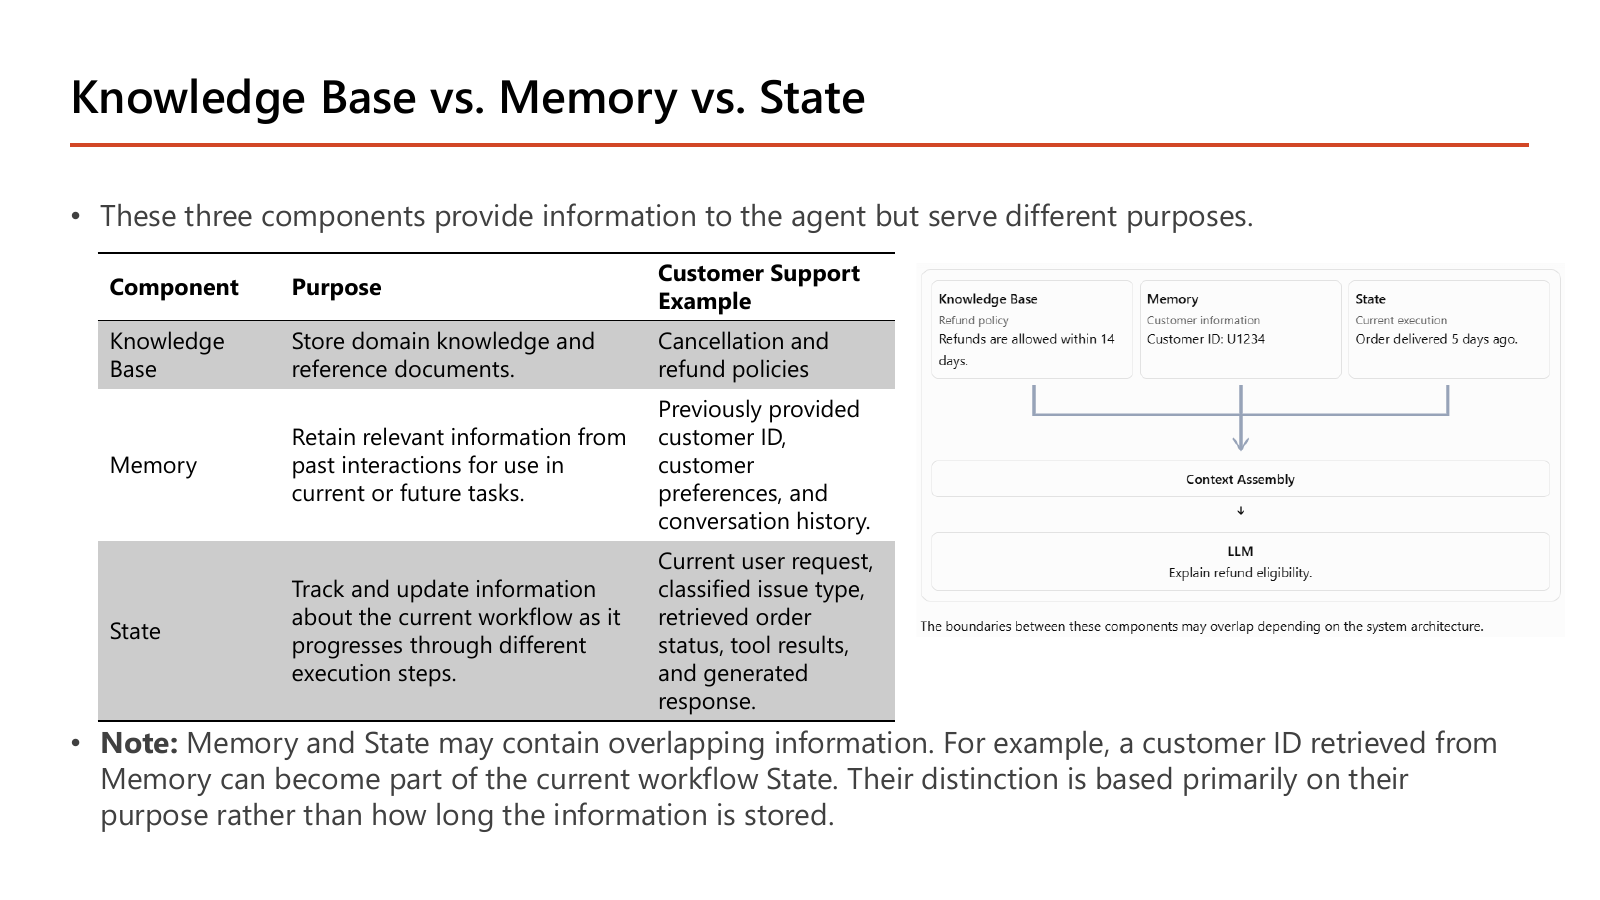 Knowledge Base vs. Memory vs. State
• These three components provide information to the agent but serve different purposes.
Component
Purpose
Customer Support
Example
Knowledge
Base
Store domain knowledge and
reference documents.
Cancellation and
refund policies
Memory
Retain relevant information from
past interactions for use in
current or future tasks.
Previously provided
customer ID,
customer
preferences, and
conversation history.
State
Track and update information
about the current workflow as it
progresses through different
execution steps.
Current user request,
classified issue type,
retrieved order
status, tool results,
and generated
response.
Knowledge Base
Refund policy
Refunds are allowed within 14
days.
Memory
Customer information
Customer ID: U1234
State
Current execution
Order delivered 5 days ago.
Context Assembly
LLM
Explain refund eligibility.
The boundaries between these components may overlap depending on the system architecture.
• Note: Memory and State may contain overlapping information. For example, a customer ID retrieved from
Memory can become part of the current workflow State. Their distinction is based primarily on their
purpose rather than how long the information is stored.